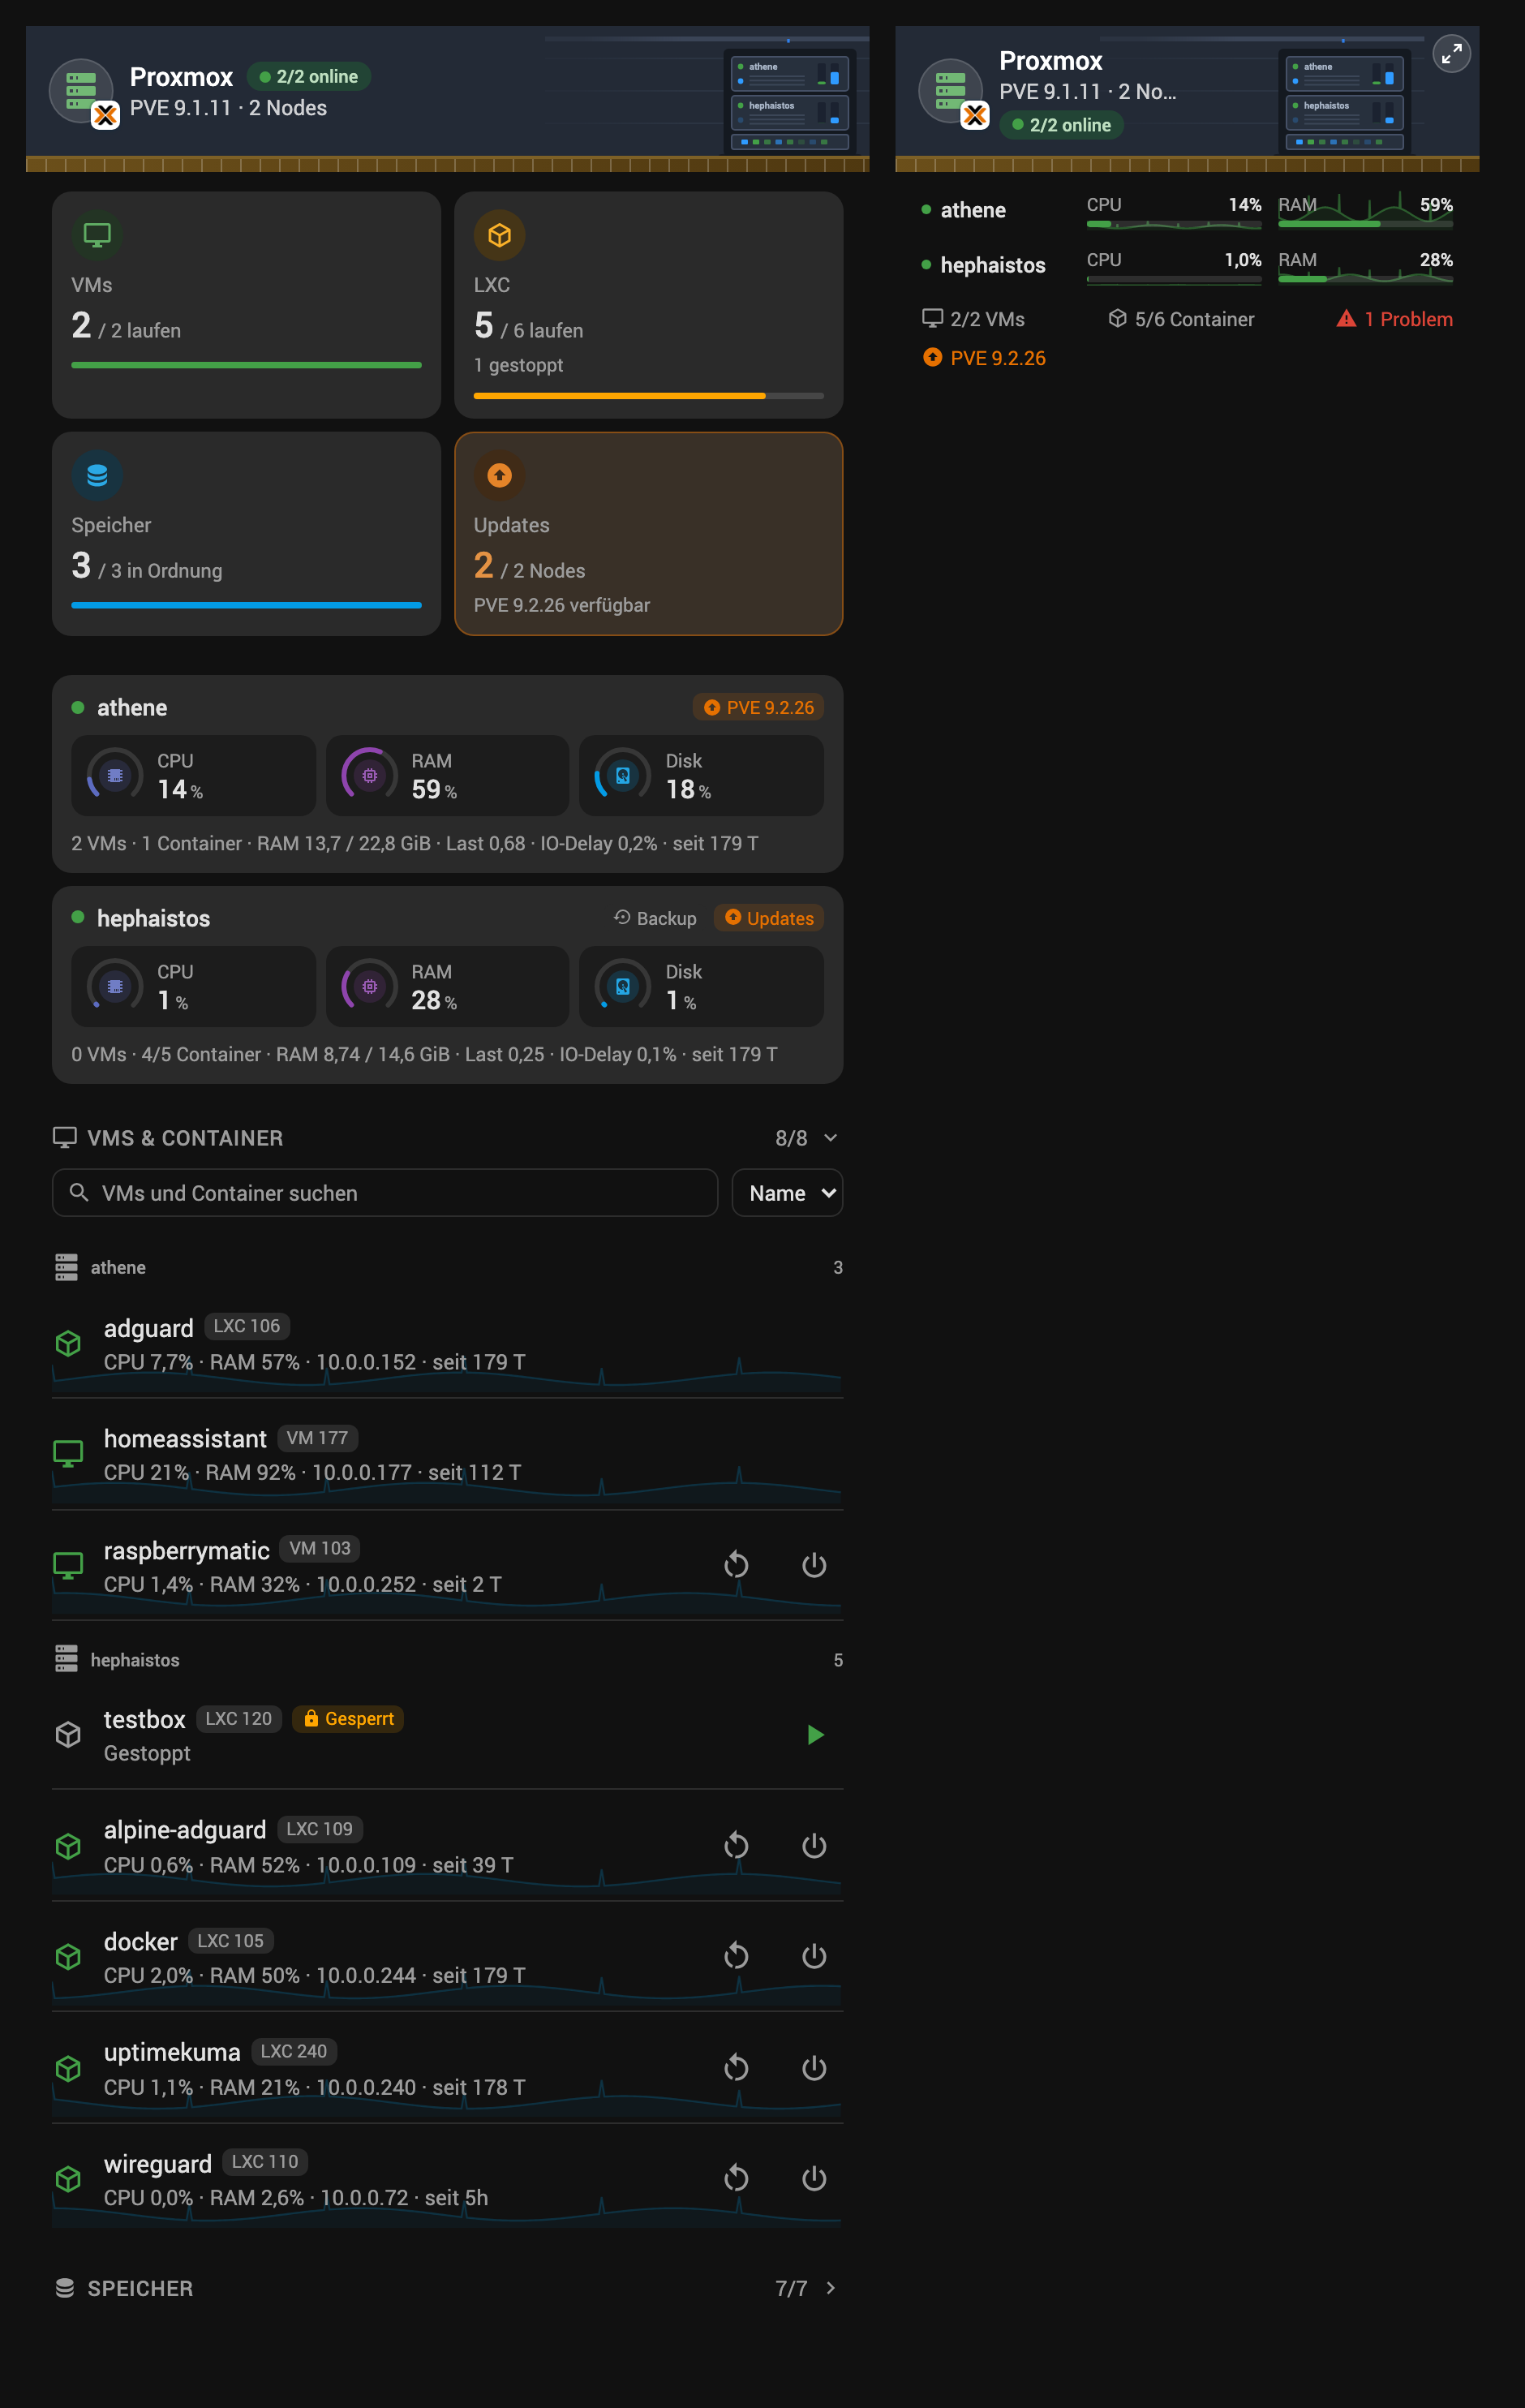 Proxmox 2/2 online
PVE 9.1.11 · 2 Nodes
athene
hephaistos
VMs
2 / 2 laufen
LXC
5 / 6 laufen
1 gestoppt
Speicher
3 / 3 in Ordnung
Updates
2 / 2 Nodes
PVE 9.2.26 verfügbar
athene PVE 9.2.26
CPU
14 %
RAM
59 %
Disk
18 %
2 VMs · 1 Container · RAM 13,7 / 22,8 GiB · Last 0,68 · IO-Delay 0,2% · seit 179 T
hephaistos Backup Updates
CPU
1 %
RAM
28 %
Disk
1 %
0 VMs · 4/5 Container · RAM 8,74 / 14,6 GiB · Last 0,25 · IO-Delay 0,1% · seit 179 T
VMS & CONTAINER 8/8
VMs und Container suchen Name
athene 3
adguard LXC 106
CPU 7,7% · RAM 57% · 10.0.0.152 · seit 179 T
homeassistant VM 177
CPU 21% · RAM 92% · 10.0.0.177 · seit 112 T
raspberrymatic VM 103
CPU 1,4% · RAM 32% · 10.0.0.252 · seit 2 T
hephaistos 5
testbox LXC 120 Gesperrt
Gestoppt
alpine-adguard LXC 109
CPU 0,6% · RAM 52% · 10.0.0.109 · seit 39 T
docker LXC 105
CPU 2,0% · RAM 50% · 10.0.0.244 · seit 179 T
uptimekuma LXC 240
CPU 1,1% · RAM 21% · 10.0.0.240 · seit 178 T
wireguard LXC 110
CPU 0,0% · RAM 2,6% · 10.0.0.72 · seit 5h
SPEICHER 7/7
Proxmox
PVE 9.1.11 · 2 No...
2/2 online
athene
hephaistos
athene CPU 14% RAM 59%
hephaistos CPU 1,0% RAM 28%
2/2 VMs 5/6 Container 1 Problem
PVE 9.2.26